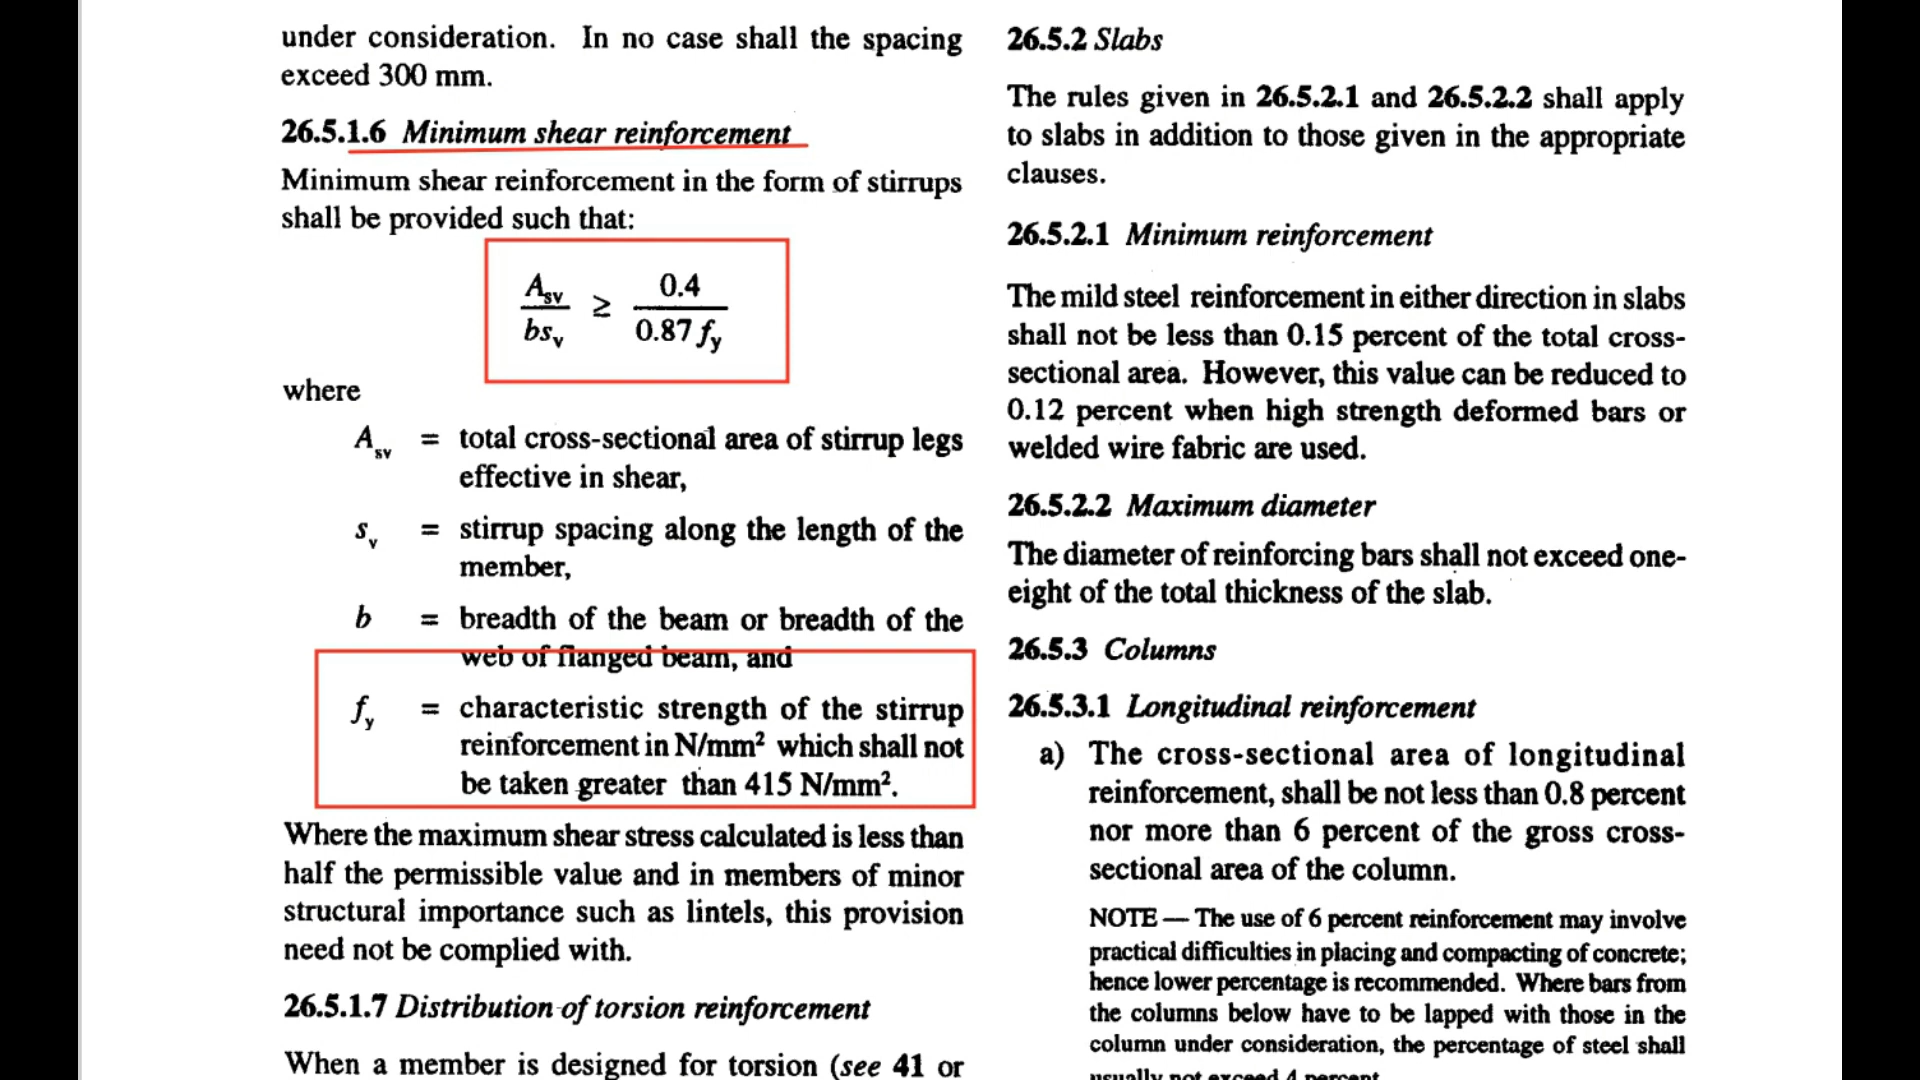 under consideration. In no case shall the spacing
exceed 300 mm.
26.5.1.6 Minimum shear reinforcement
Minimum shear reinforcement in the form of stirrups
shall be provided such that:
A_sv / bs_v ≥ 0.4 / 0.87 f_y
where
A_sv = total cross-sectional area of stirrup legs
effective in shear,
s_v = stirrup spacing along the length of the
member,
b = breadth of the beam or breadth of the
web of flanged beam, and
f_y = characteristic strength of the stirrup
reinforcement in N/mm² which shall not
be taken greater than 415 N/mm².
Where the maximum shear stress calculated is less than
half the permissible value and in members of minor
structural importance such as lintels, this provision
need not be complied with.
26.5.1.7 Distribution of torsion reinforcement
When a member is designed for torsion (see 41 or
26.5.2 Slabs
The rules given in 26.5.2.1 and 26.5.2.2 shall apply
to slabs in addition to those given in the appropriate
clauses.
26.5.2.1 Minimum reinforcement
The mild steel reinforcement in either direction in slabs
shall not be less than 0.15 percent of the total cross-
sectional area. However, this value can be reduced to
0.12 percent when high strength deformed bars or
welded wire fabric are used.
26.5.2.2 Maximum diameter
The diameter of reinforcing bars shall not exceed one-
eight of the total thickness of the slab.
26.5.3 Columns
26.5.3.1 Longitudinal reinforcement
a) The cross-sectional area of longitudinal
reinforcement, shall be not less than 0.8 percent
nor more than 6 percent of the gross cross-
sectional area of the column.
NOTE — The use of 6 percent reinforcement may involve
practical difficulties in placing and compacting of concrete;
hence lower percentage is recommended. Where bars from
the columns below have to be lapped with those in the
column under consideration, the percentage of steel shall
usually not exceed 4 percent.